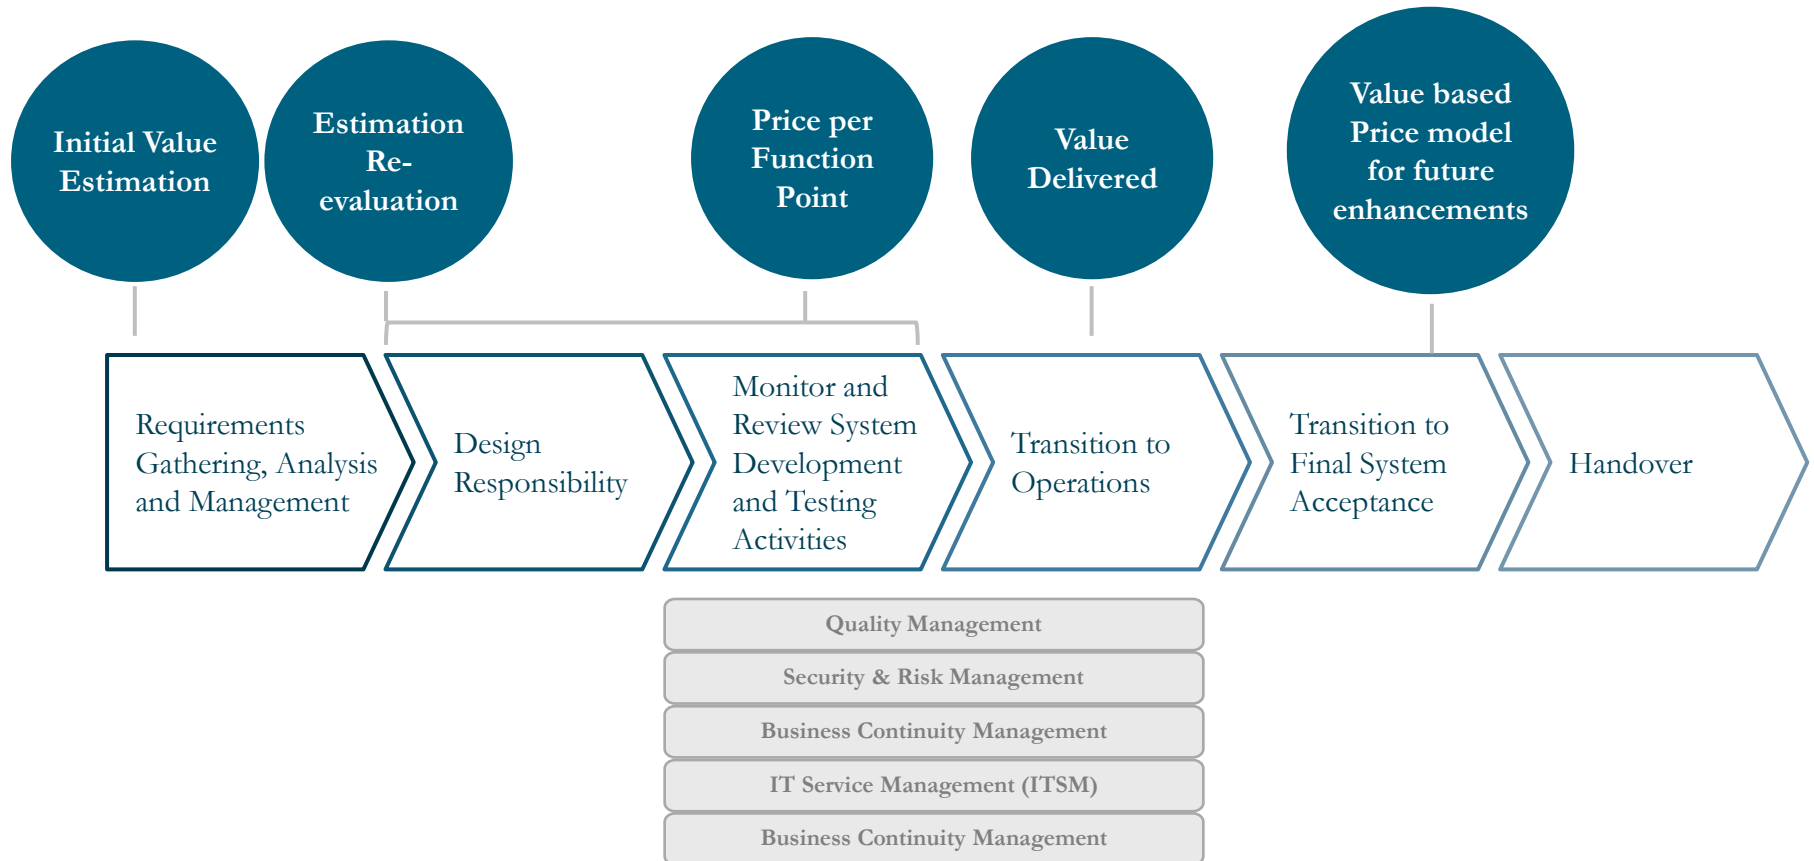 Initial Value
Estimation
Estimation
Re-
evaluation
Price per
Function
Point
Value
Delivered
Value based
Price model
for future
enhancements
Requirements
Gathering, Analysis
and Management
Design
Responsibility
Monitor and
Review System
Development
and Testing
Activities
Transition to
Operations
Transition to
Final System
Acceptance
Handover
Quality Management
Security & Risk Management
Business Continuity Management
IT Service Management (ITSM)
Business Continuity Management